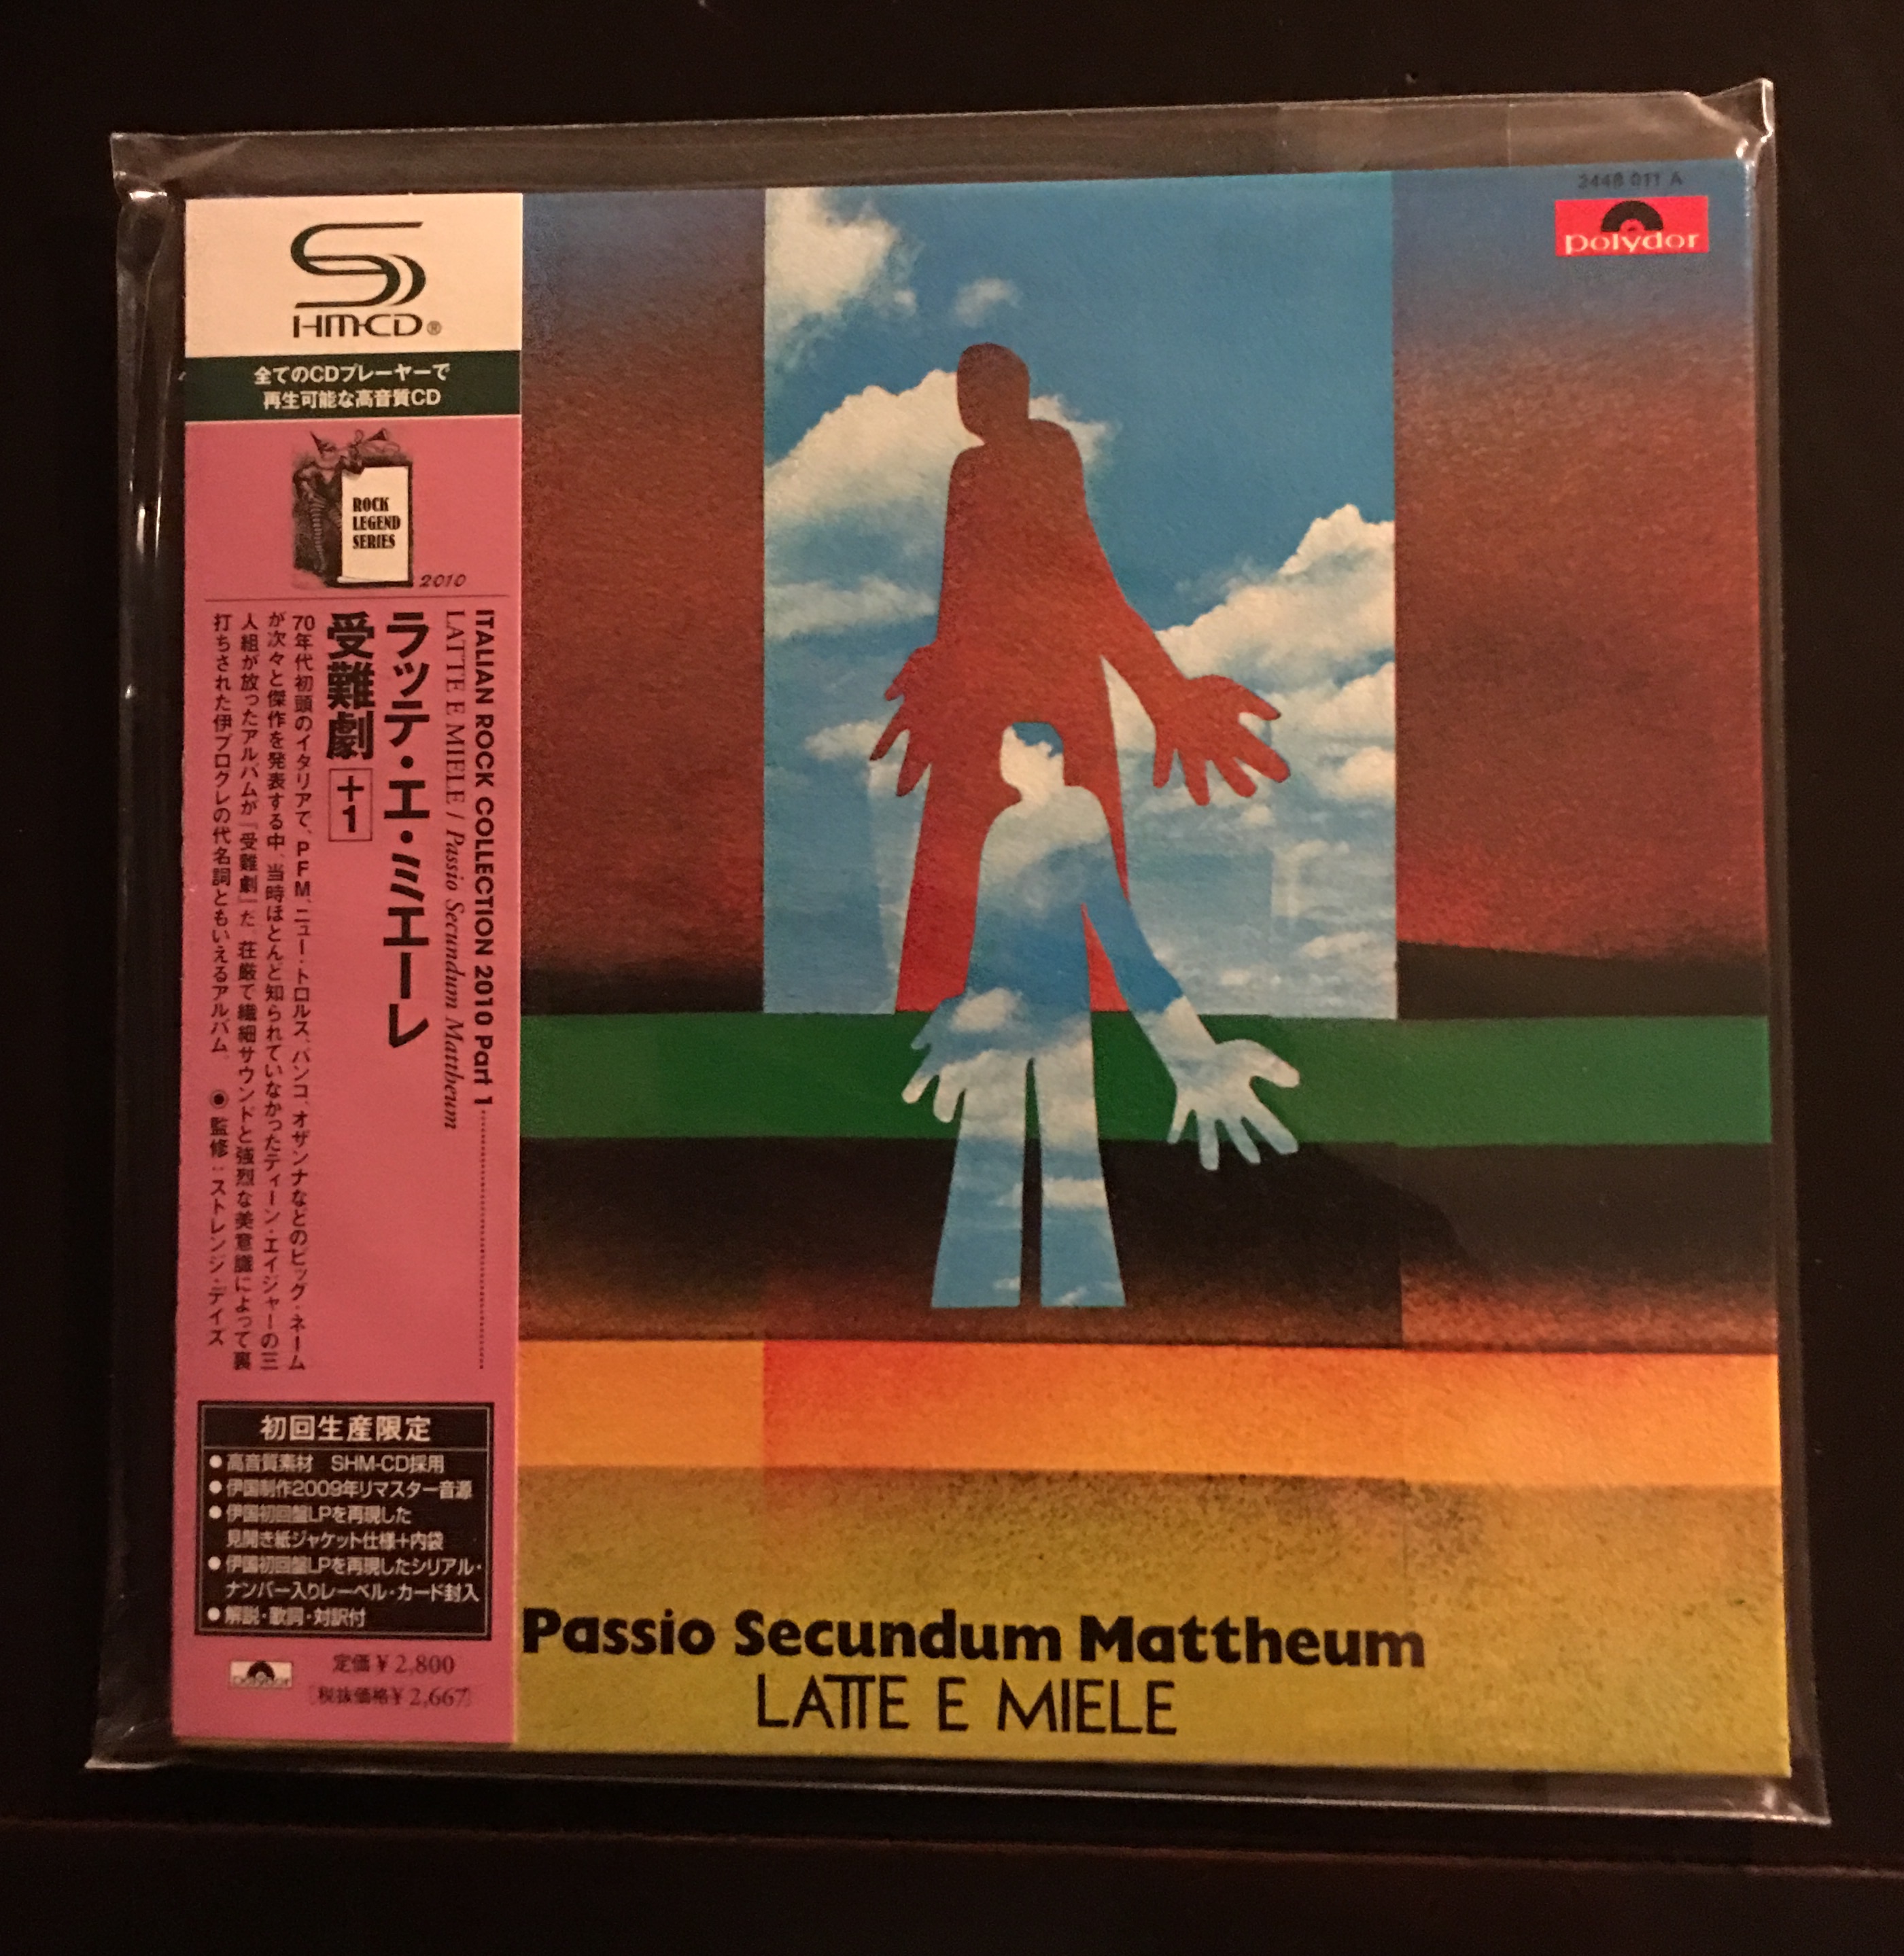 SHM-CD®
全てのCDプレーヤーで
再生可能な高音質CD
ROCK
LEGEND
SERIES
2010
ITALIAN ROCK COLLECTION 2010 Part 1
LATTE E MIELE / Passio Secundum Mattheum
ラッテ・エ・ミエーレ
受難劇 +1
70年代初頭のイタリアで、PFM、ニュー・トロルス、バンコ、オザンナなどのビッグ・ネーム
が次々と傑作を発表する中、当時ほとんど知られていなかったティーン・エイジャーの三
人組が放ったアルバムが『受難劇』だ。荘厳で繊細サウンドと強烈な美意識によって裏
打ちされた伊プログレの代名詞ともいえるアルバム。 ◉監修:ストレンジ・デイズ
初回生産限定
●高音質素材 SHM-CD採用
●伊国制作2009年リマスター音源
●伊国初回盤LPを再現した
見開き紙ジャケット仕様+内袋
●伊国初回盤LPを再現したシリアル・
ナンバー入りレーベル・カード封入
●解説・歌詞・対訳付
polydor
定価¥2,800
[税抜価格¥2,667]
2448 011 A
polydor
Passio Secundum Mattheum
LATTE E MIELE